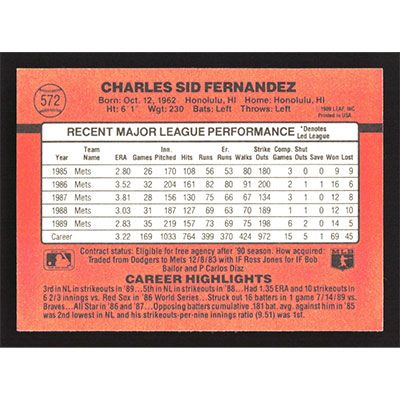 572
CHARLES SID FERNANDEZ
Born: Oct. 12, 1962 Honolulu, HI Home: Honolulu, HI
Ht: 6' 1" Wgt: 230 Bats: Left Throws: Left
1989 LEAF, INC.
Printed in USA
RECENT MAJOR LEAGUE PERFORMANCE *Denotes Led League
Year Team Name ERA Games Inn. Pitched Hits Runs Er. Runs Walks Strike Outs Comp. Games Shut Outs Save Won Lost
1985 Mets 2.80 26 170 108 56 53 80 180 3 0 0 9 9
1986 Mets 3.52 32 204 161 82 80 91 200 2 1 1 16 6
1987 Mets 3.81 28 156 130 75 66 67 134 3 1 0 12 8
1988 Mets 3.03 31 187 127 69 63 70 189 1 1 0 12 10
1989 Mets 2.83 35 219 157 73 69 75 198 6 2 0 14 5
Career 3.22 169 1030 764 399 370 424 972 15 5 1 69 45
Contract status: Eligible for free agency after '90 season. How acquired:
Traded from Dodgers to Mets 12/8/83 with IF Ross Jones for IF Bob
Bailor and P Carlos Diaz
MLB
CAREER HIGHLIGHTS
3rd in NL in strikeouts in '89...5th in NL in strikeouts in '88...Had 1.35 ERA and 10 strikeouts in
6 2/3 innings vs. Red Sox in '86 World Series... Struck out 16 batters in 1 game 7/14/89 vs.
Braves...All Star in '86 and '87...Opposing batters cumulative .181 bat. avg. against him in '85
was 2nd lowest in NL and his strikeouts-per-nine innings ratio (9.51) was 1st.